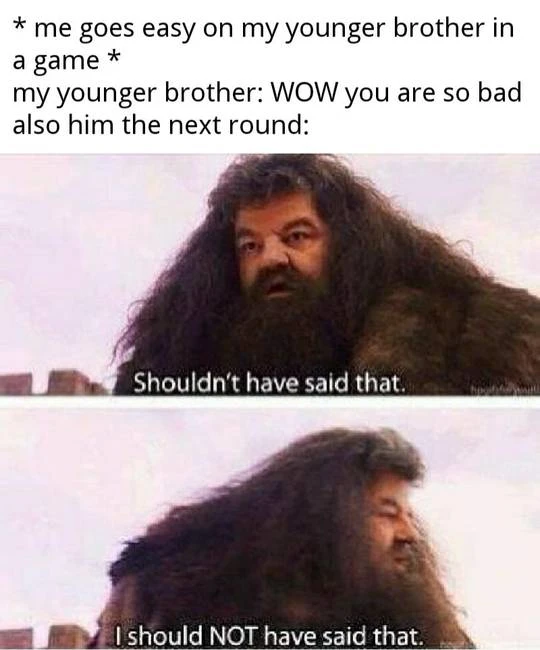 * me goes easy on my younger brother in
a game *
my younger brother: WOW you are so bad
also him the next round:
Shouldn't have said that.
I should NOT have said that.